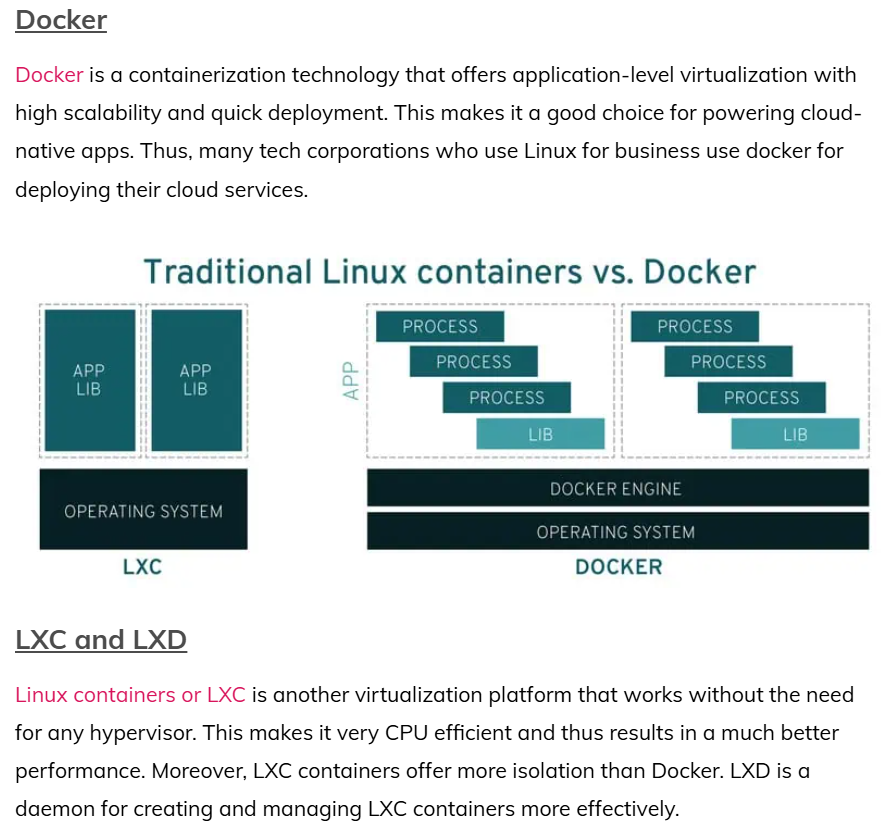 Docker
Docker is a containerization technology that offers application-level virtualization with
high scalability and quick deployment. This makes it a good choice for powering cloud-
native apps. Thus, many tech corporations who use Linux for business use docker for
deploying their cloud services.
Traditional Linux containers vs. Docker
APP
LIB
APP
LIB
OPERATING SYSTEM
LXC
APP
PROCESS
PROCESS
PROCESS
LIB
PROCESS
PROCESS
PROCESS
LIB
DOCKER ENGINE
OPERATING SYSTEM
DOCKER
LXC and LXD
Linux containers or LXC is another virtualization platform that works without the need
for any hypervisor. This makes it very CPU efficient and thus results in a much better
performance. Moreover, LXC containers offer more isolation than Docker. LXD is a
daemon for creating and managing LXC containers more effectively.